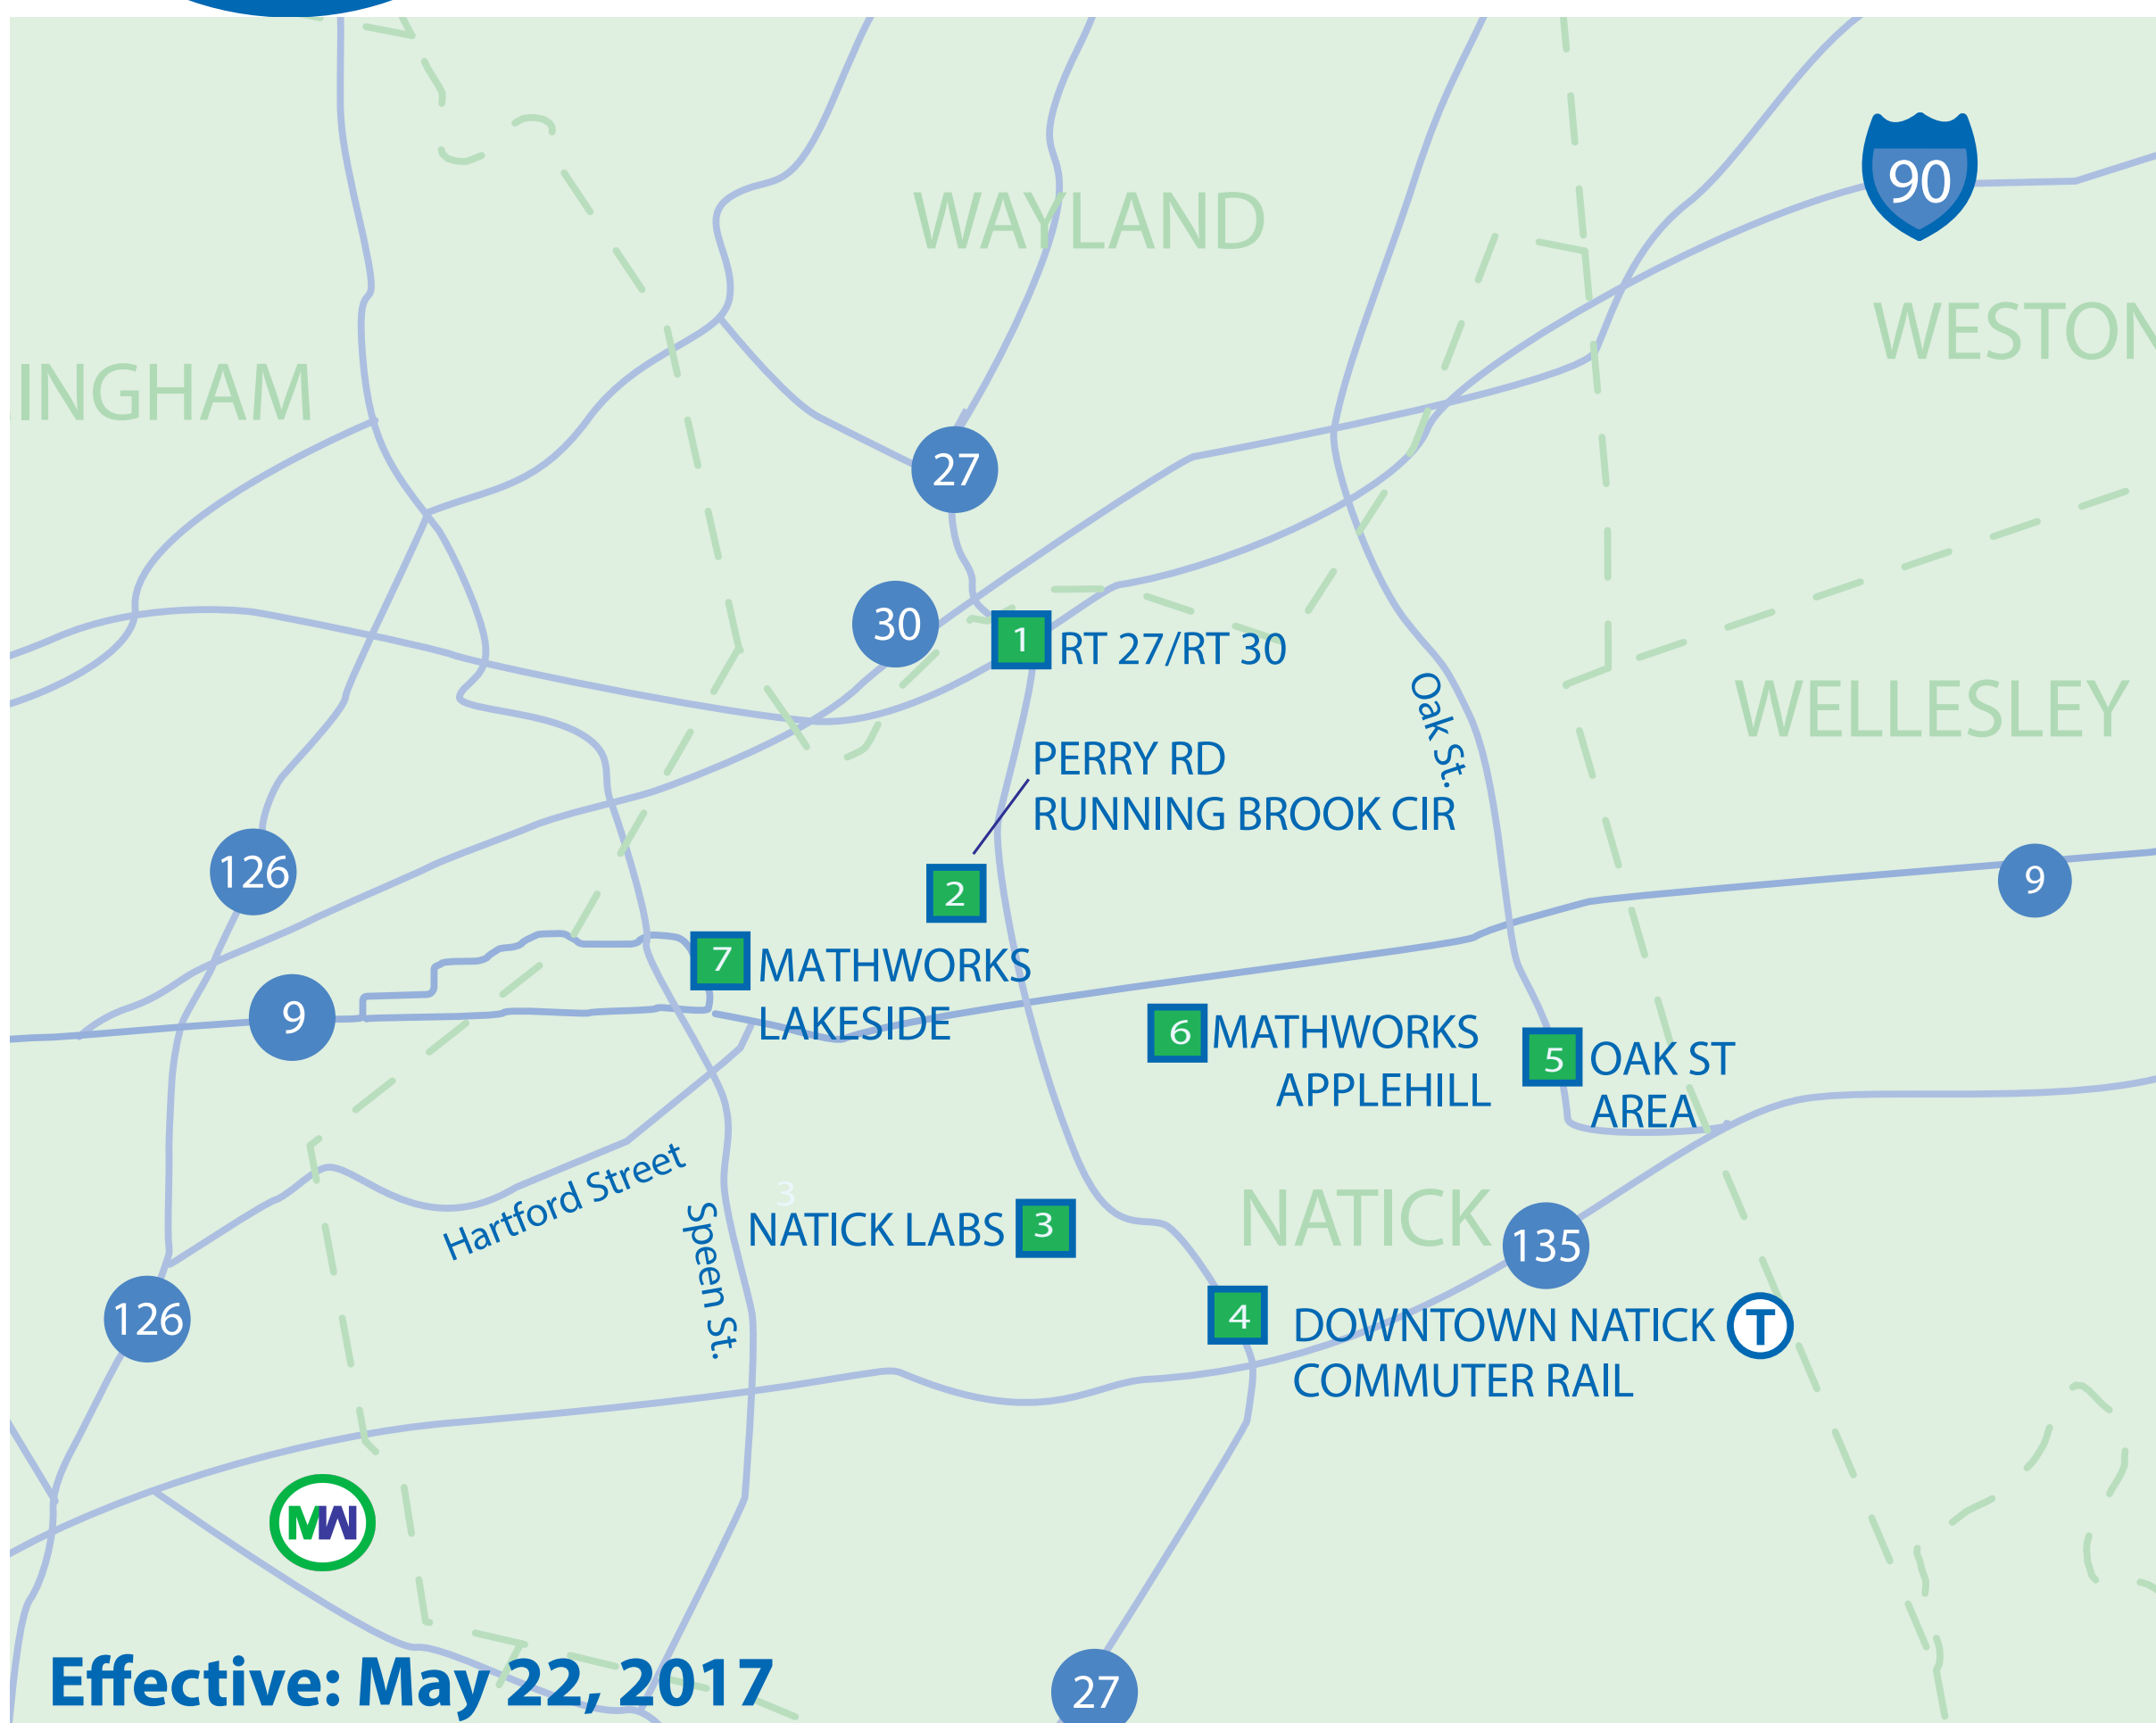 90
WAYLAND
WESTON
INGHAM
27
30
1
RT 27/RT 30
Oak St.
WELLESLEY
PERRY RD
RUNNING BROOK CIR
126
2
9
7
MATHWORKS
LAKESIDE
9
6
MATHWORKS
APPLEHILL
5
OAK ST
AREA
Hartford Street
Speen St.
3
NATICK LABS
3
NATICK
135
126
4
DOWNTOWN NATICK
COMMUTER RAIL
T
MW
27
Effective: May 22, 2017